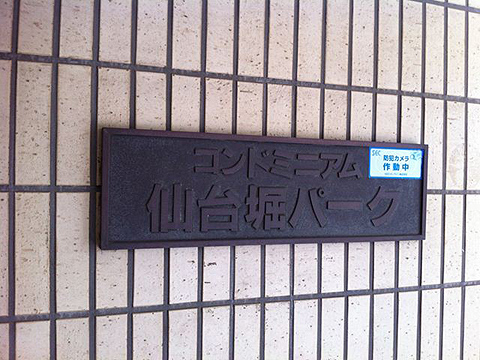 コンドミニアム
仙台堀パーク
防犯カメラ
作動中